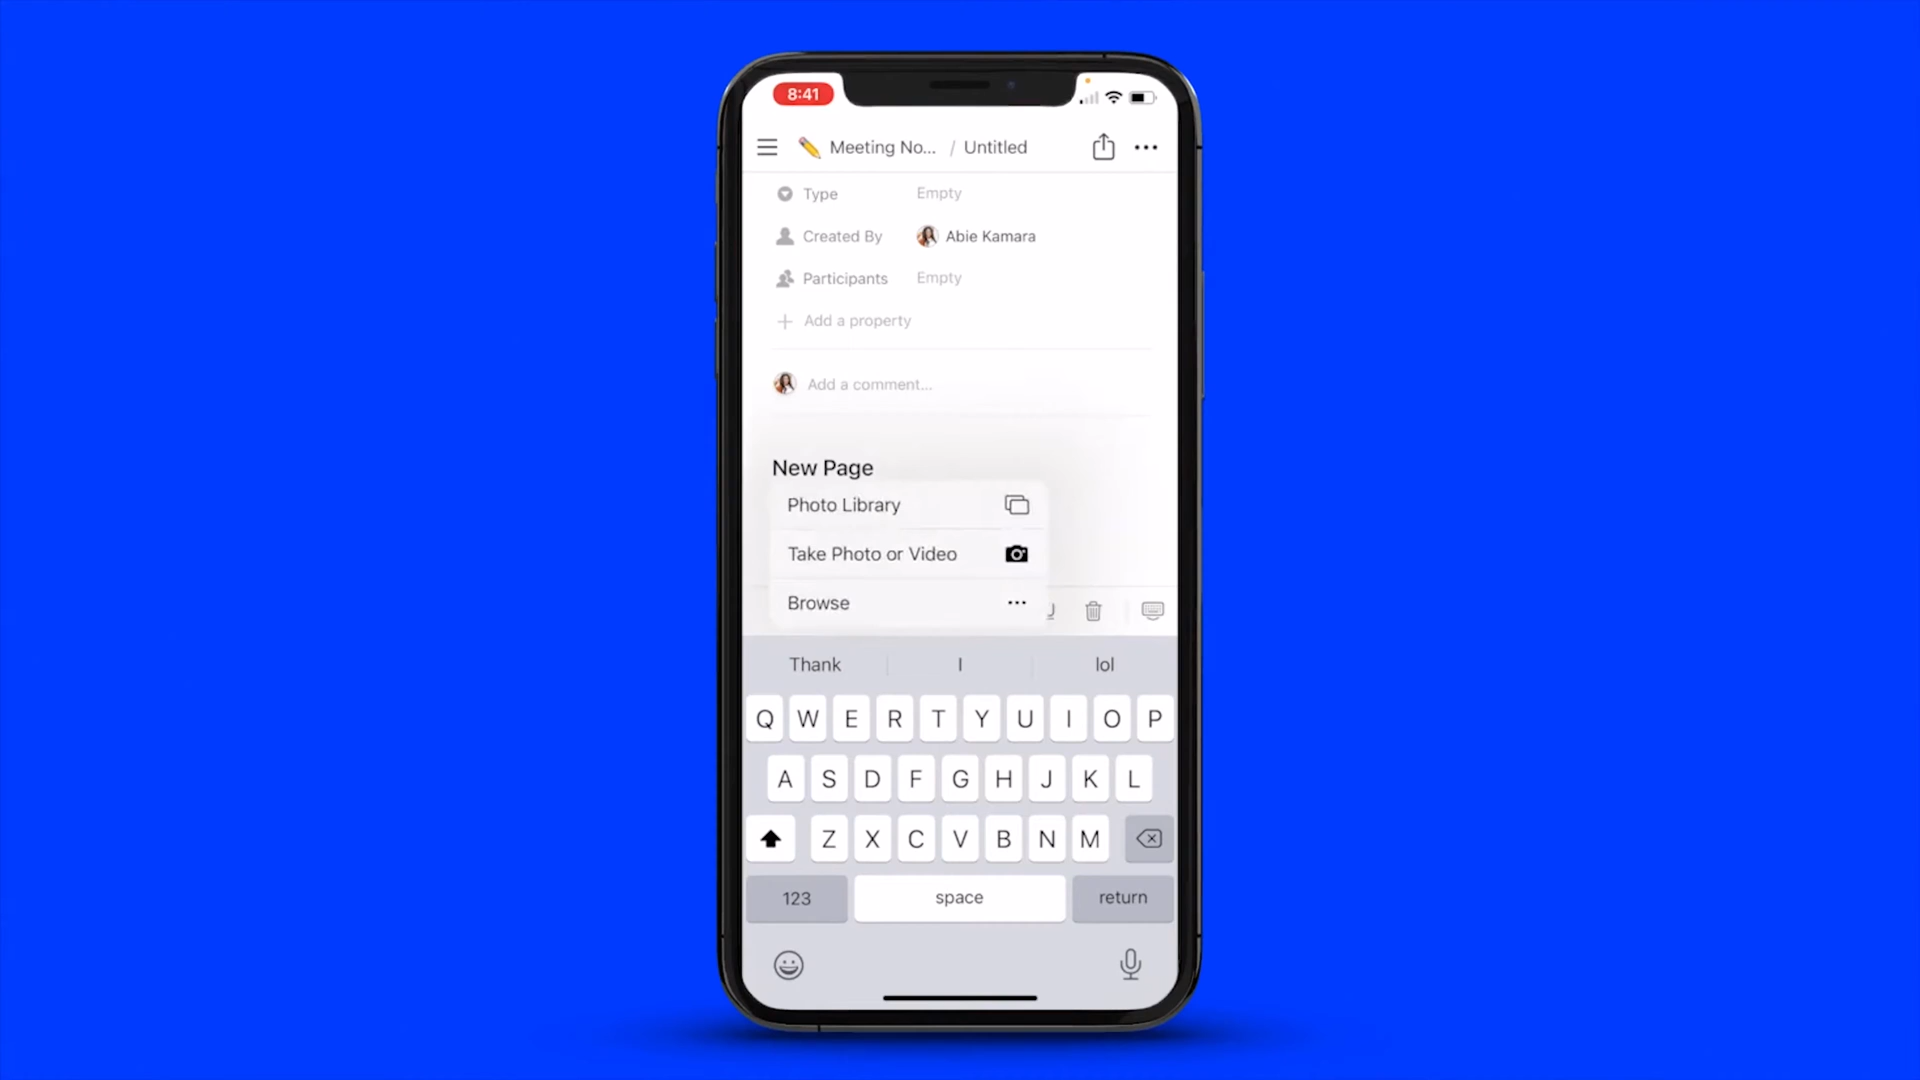 8:41
Meeting No... / Untitled
Type Empty
Created By Abie Kamara
Participants Empty
Add a property
Add a comment...
New Page
Photo Library
Take Photo or Video
Browse
Thank I lol
Q W E R T Y U I O P
A S D F G H J K L
Z X C V B N M
123 space return